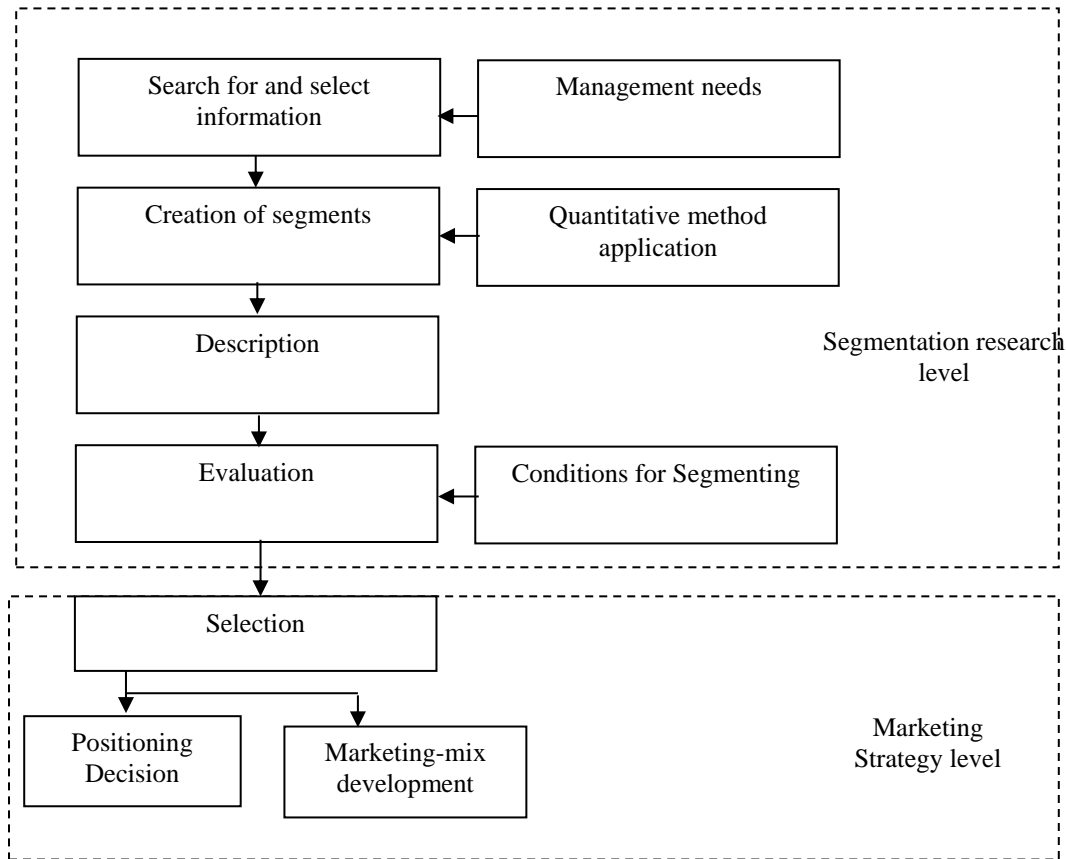 Search for and select
information
Management needs
Creation of segments
Quantitative method
application
Description
Segmentation research
level
Evaluation
Conditions for Segmenting
Selection
Positioning
Decision
Marketing-mix
development
Marketing
Strategy level